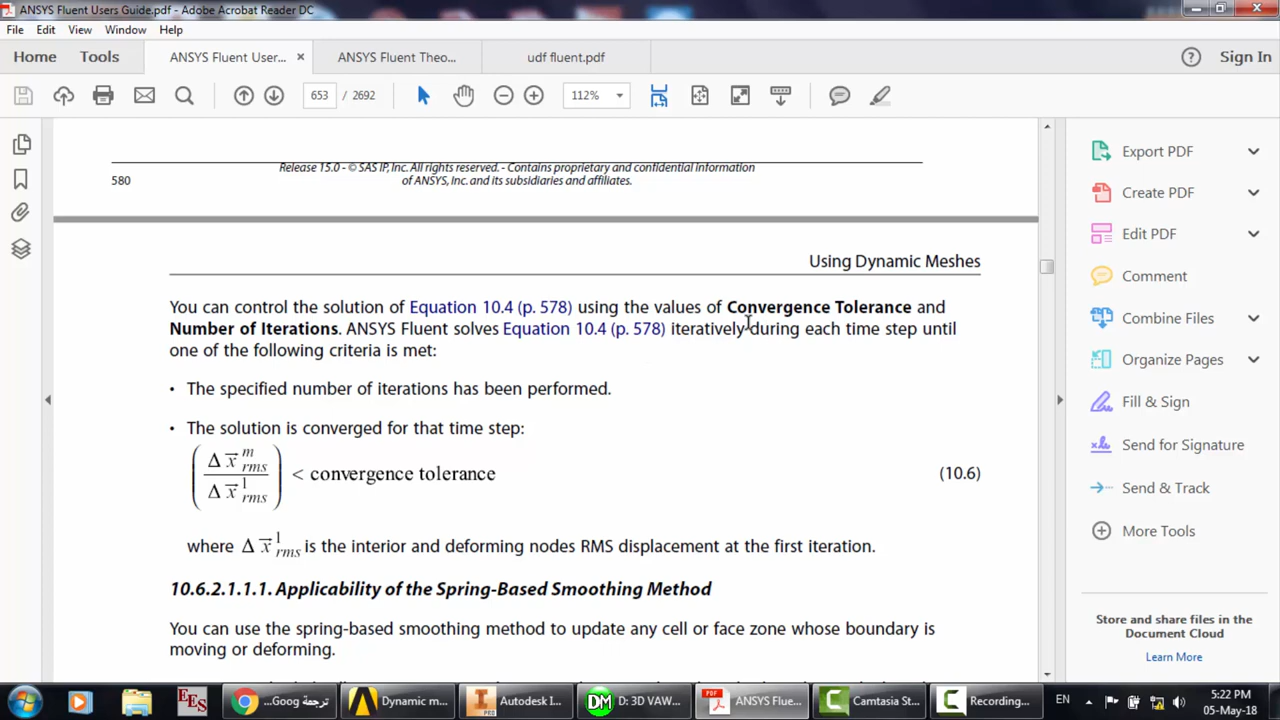 ANSYS Fluent Users Guide.pdf - Adobe Acrobat Reader DC
File Edit View Window Help
Home Tools ANSYS Fluent User... × ANSYS Fluent Theo... udf fluent.pdf Sign In
653 / 2692 112%
Release 15.0 - © SAS IP, Inc. All rights reserved. - Contains proprietary and confidential information
580 of ANSYS, Inc. and its subsidiaries and affiliates.
Using Dynamic Meshes
You can control the solution of Equation 10.4 (p. 578) using the values of Convergence Tolerance and
Number of Iterations. ANSYS Fluent solves Equation 10.4 (p. 578) iteratively during each time step until
one of the following criteria is met:
• The specified number of iterations has been performed.
• The solution is converged for that time step:
(Δx⃗ᵐrms / Δx⃗¹rms) < convergence tolerance (10.6)
where Δx⃗¹rms is the interior and deforming nodes RMS displacement at the first iteration.
10.6.2.1.1.1. Applicability of the Spring-Based Smoothing Method
You can use the spring-based smoothing method to update any cell or face zone whose boundary is
moving or deforming.
Export PDF
Create PDF
Edit PDF
Comment
Combine Files
Organize Pages
Fill & Sign
Send for Signature
Send & Track
More Tools
Store and share files in the
Document Cloud
Learn More
EES ...ترجمة - Goog Dynamic m... Autodesk I... D: 3D VAW... ANSYS Flue... Camtasia St... Recording... EN
5:22 PM
05-May-18